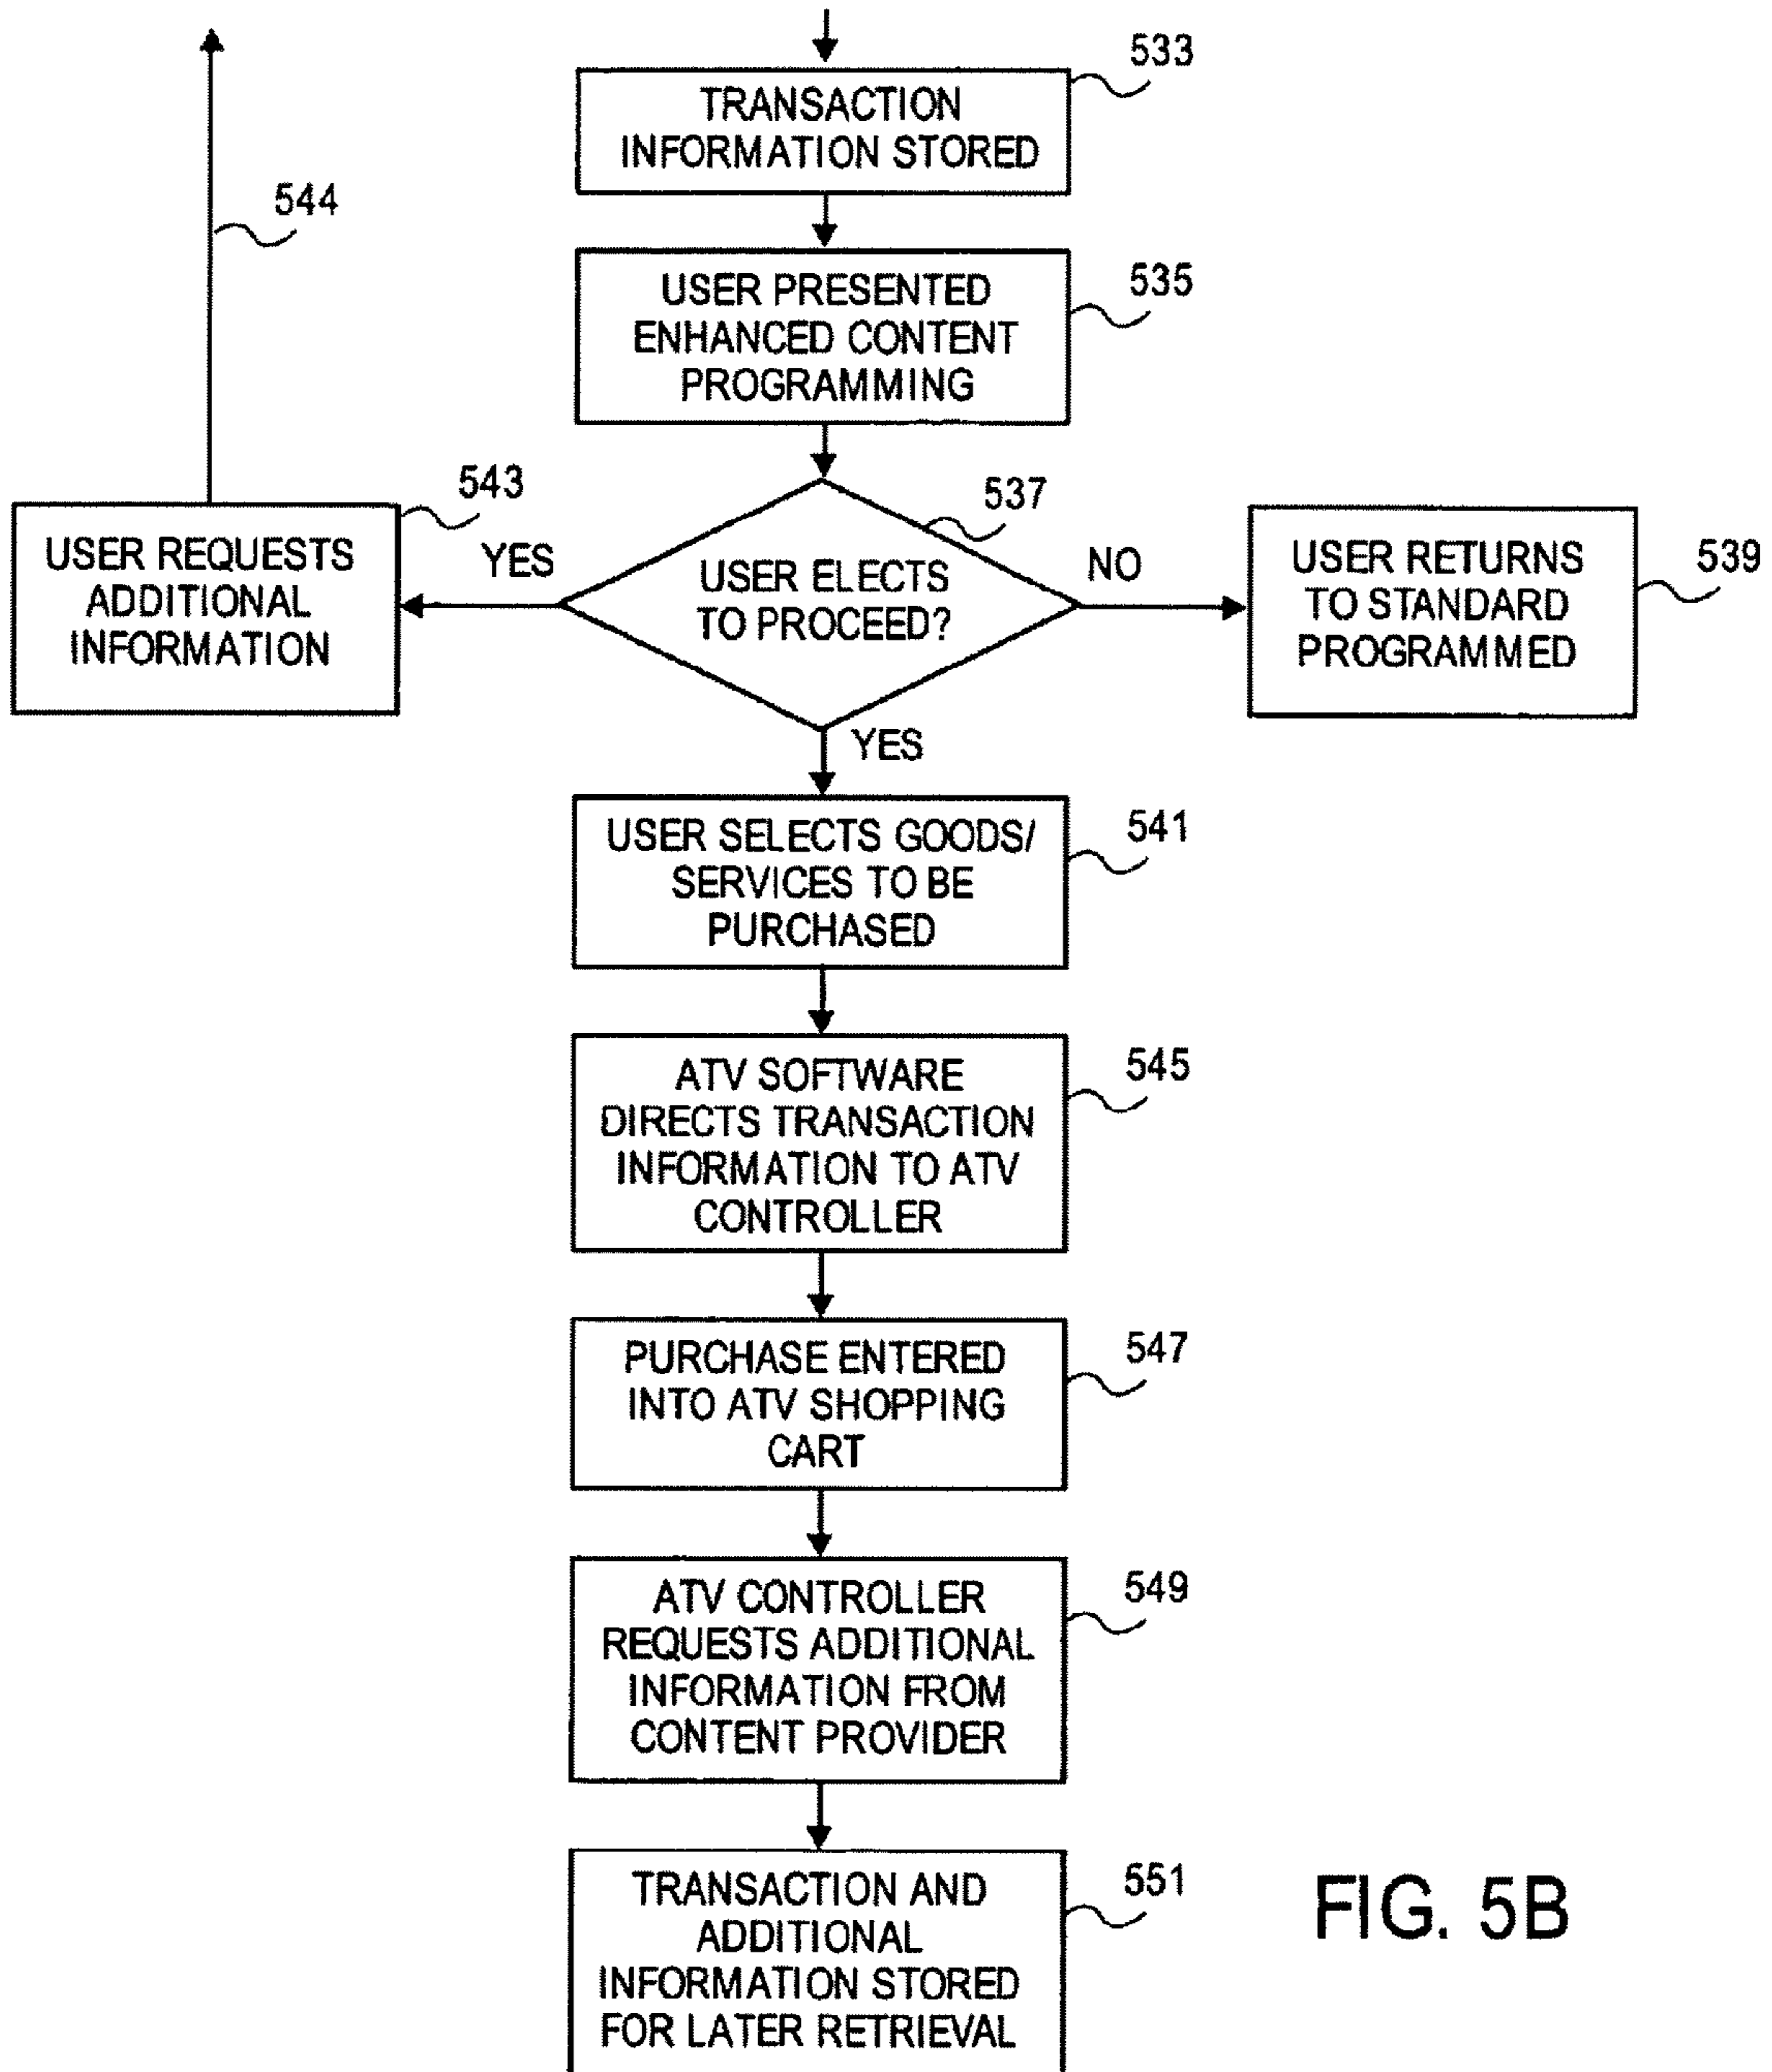 533
TRANSACTION
INFORMATION STORED
544
535
USER PRESENTED
ENHANCED CONTENT
PROGRAMMING
543
USER REQUESTS
ADDITIONAL
INFORMATION
YES
537
USER ELECTS
TO PROCEED?
NO
539
USER RETURNS
TO STANDARD
PROGRAMMED
YES
541
USER SELECTS GOODS/
SERVICES TO BE
PURCHASED
545
ATV SOFTWARE
DIRECTS TRANSACTION
INFORMATION TO ATV
CONTROLLER
547
PURCHASE ENTERED
INTO ATV SHOPPING
CART
549
ATV CONTROLLER
REQUESTS ADDITIONAL
INFORMATION FROM
CONTENT PROVIDER
551
TRANSACTION AND
ADDITIONAL
INFORMATION STORED
FOR LATER RETRIEVAL
FIG. 5B